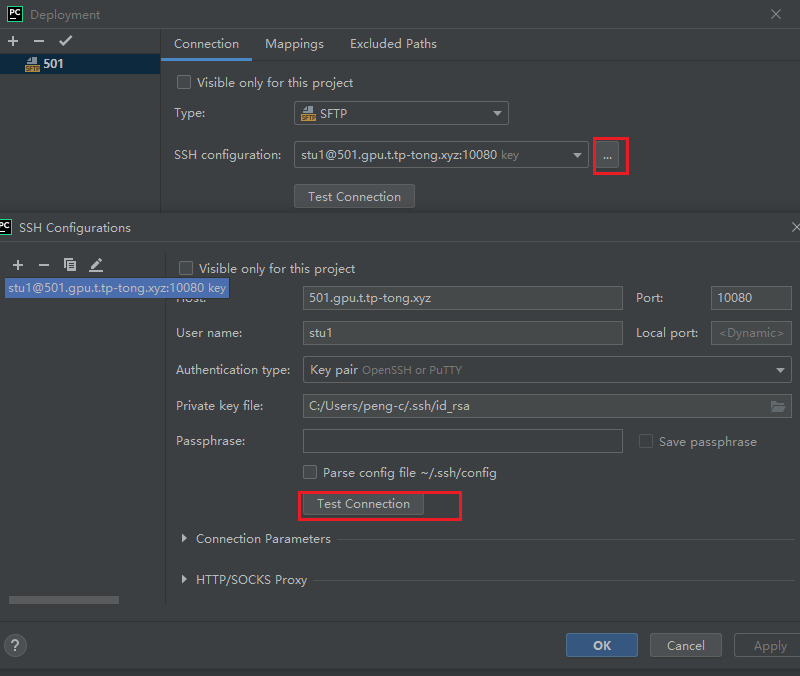 PC Deployment
Connection Mappings Excluded Paths
SFTP 501
Visible only for this project
Type: SFTP SFTP
SSH configuration: stu1@501.gpu.t.tp-tong.xyz:10080 key ...
Test Connection
PC SSH Configurations
Visible only for this project
stu1@501.gpu.t.tp-tong.xyz:10080 key
Host: 501.gpu.t.tp-tong.xyz Port: 10080
User name: stu1 Local port: <Dynamic>
Authentication type: Key pair OpenSSH or PuTTY
Private key file: C:/Users/peng-c/.ssh/id_rsa
Passphrase: Save passphrase
Parse config file ~/.ssh/config
Test Connection
Connection Parameters
HTTP/SOCKS Proxy
? OK Cancel Apply